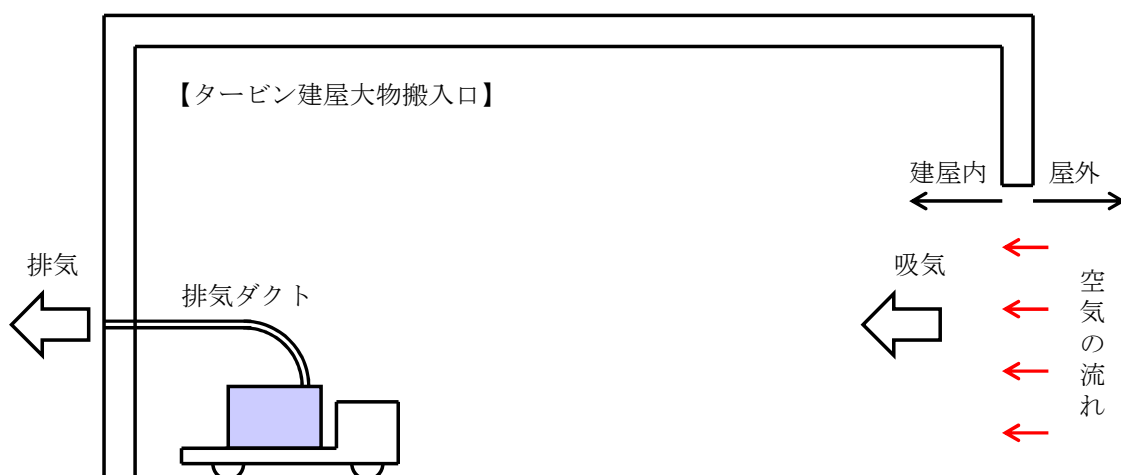 【タービン建屋大物搬入口】
建屋内
屋外
排気
排気ダクト
吸気
空気の流れ